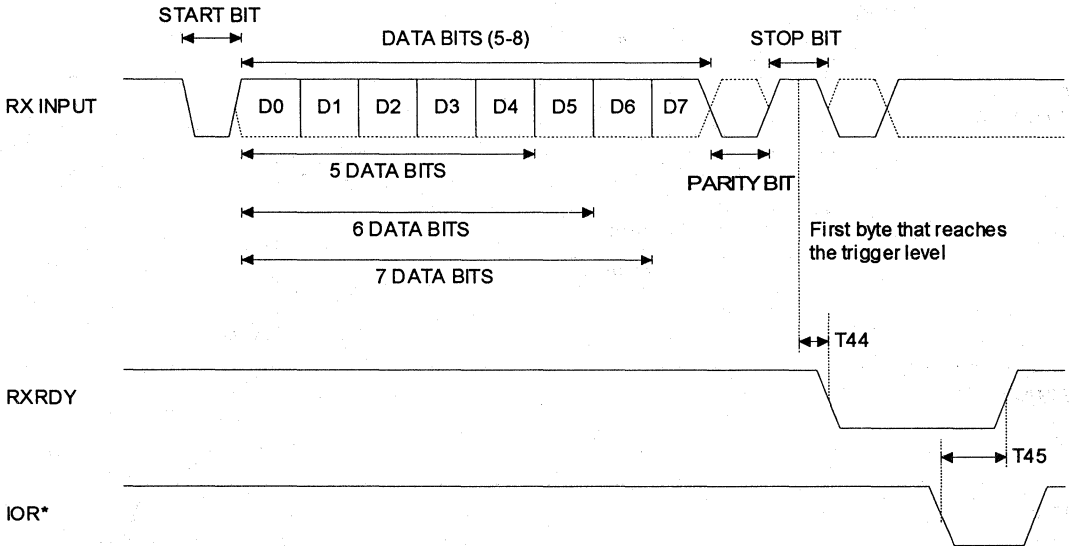 START BIT
DATA BITS (5-8)
STOP BIT
RX INPUT
D0 D1 D2 D3 D4 D5 D6 D7
5 DATA BITS
PARITY BIT
6 DATA BITS
First byte that reaches
the trigger level
7 DATA BITS
T44
RXRDY
T45
IOR*